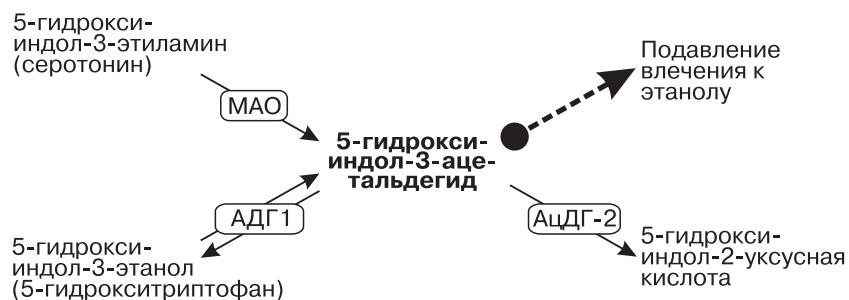 5-гидрокси-
индол-3-этиламин
(серотонин)
МАО
Подавление
влечения к
этанолу
5-гидрокси-
индол-3-аце-
тальдегид
АДГ1
АцДГ-2
5-гидрокси-
индол-3-этанол
(5-гидрокситриптофан)
5-гидрокси-
индол-2-уксусная
кислота